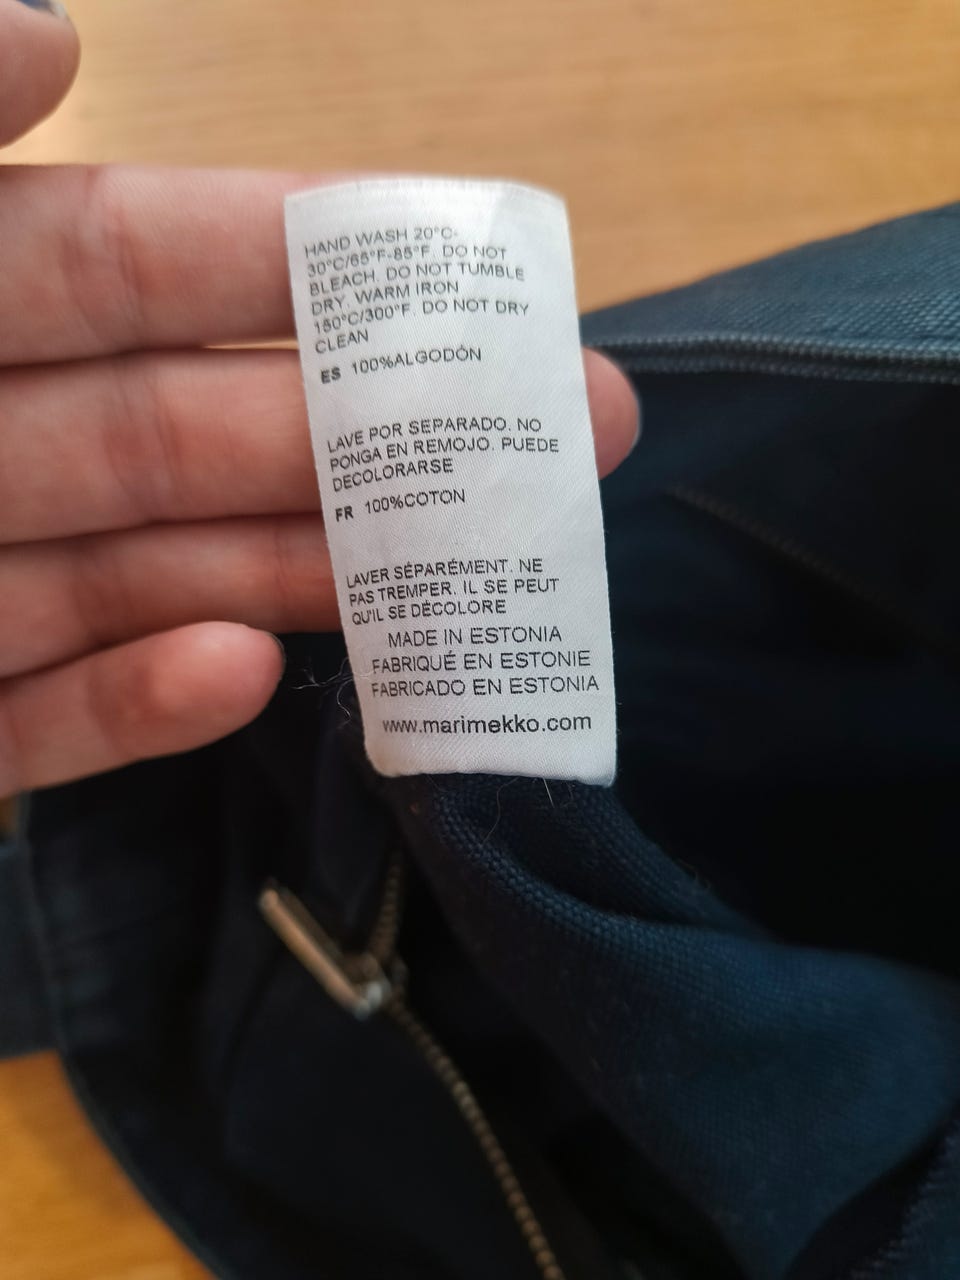 HAND WASH 20°C-
30°C/65°F-85°F. DO NOT
BLEACH. DO NOT TUMBLE
DRY. WARM IRON
150°C/300°F. DO NOT DRY
CLEAN
ES 100%ALGODÓN
LAVE POR SEPARADO. NO
PONGA EN REMOJO. PUEDE
DECOLORARSE
FR 100%COTON
LAVER SÉPARÉMENT. NE
PAS TREMPER. IL SE PEUT
QU'IL SE DÉCOLORE
MADE IN ESTONIA
FABRIQUÉ EN ESTONIE
FABRICADO EN ESTONIA
www.marimekko.com